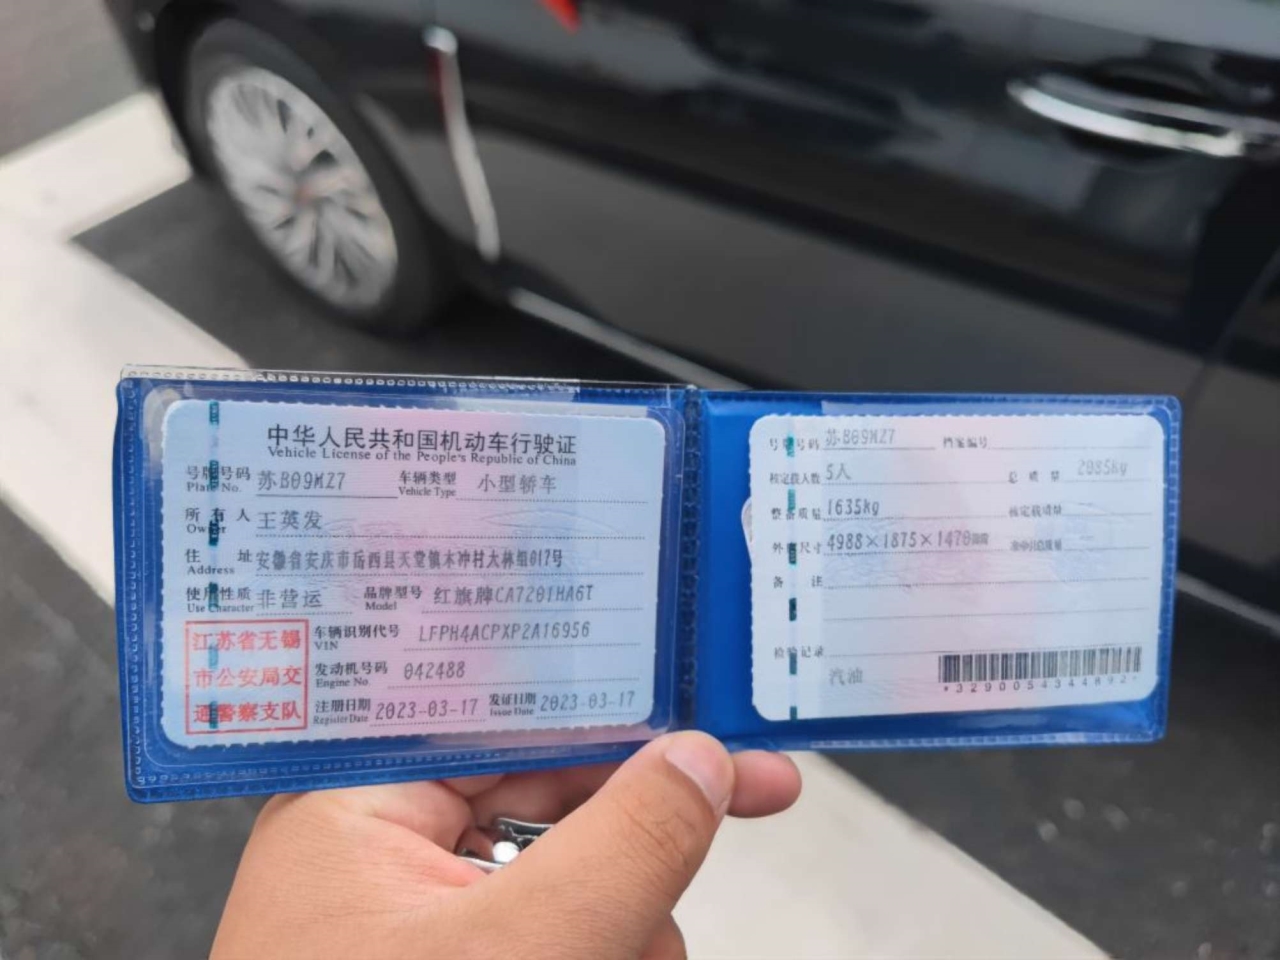 中华人民共和国机动车行驶证
Vehicle License of the People's Republic of China
号牌号码 苏B09MZ7 车辆类型 小型轿车
Plate No. Vehicle Type
所有人 王英发
Owner
住址 安徽省安庆市岳西县天堂镇木冲村大林组017号
Address
使用性质 非营运 品牌型号 红旗牌CA7201HA6T
Use Character Model
江苏省无锡
市公安局交
通警察支队
车辆识别代号 LFPH4ACPXP2A16956
VIN
发动机号码 042488
Engine No.
注册日期 2023-03-17 发证日期 2023-03-17
Register Date Issue Date
号牌号码 苏B09MZ7 档案编号
核定载人数 5人 总质量 2085kg
整备质量 1635kg 核定载质量
外廓尺寸 4988×1875×1470
备注
检验记录
汽油
*3290054344892*